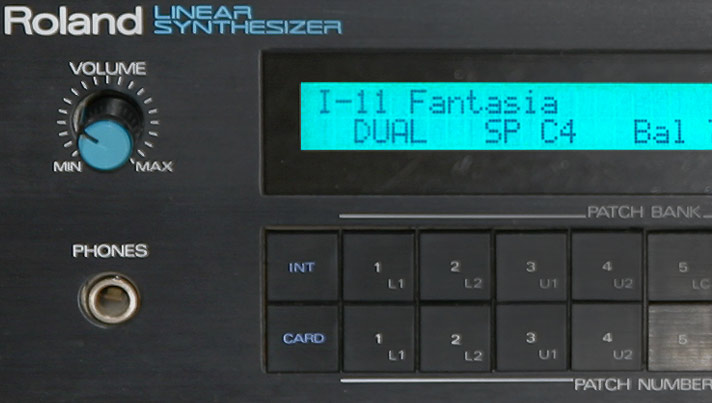 Roland LINEAR SYNTHESIZER
VOLUME
MIN MAX
I-11 Fantasia
DUAL SP C4 Bal
PATCH BANK
PHONES
INT 1 L1 2 L2 3 U1 4 U2 5 LC
CARD 1 L1 2 L2 3 U1 4 U2 5
PATCH NUMBER